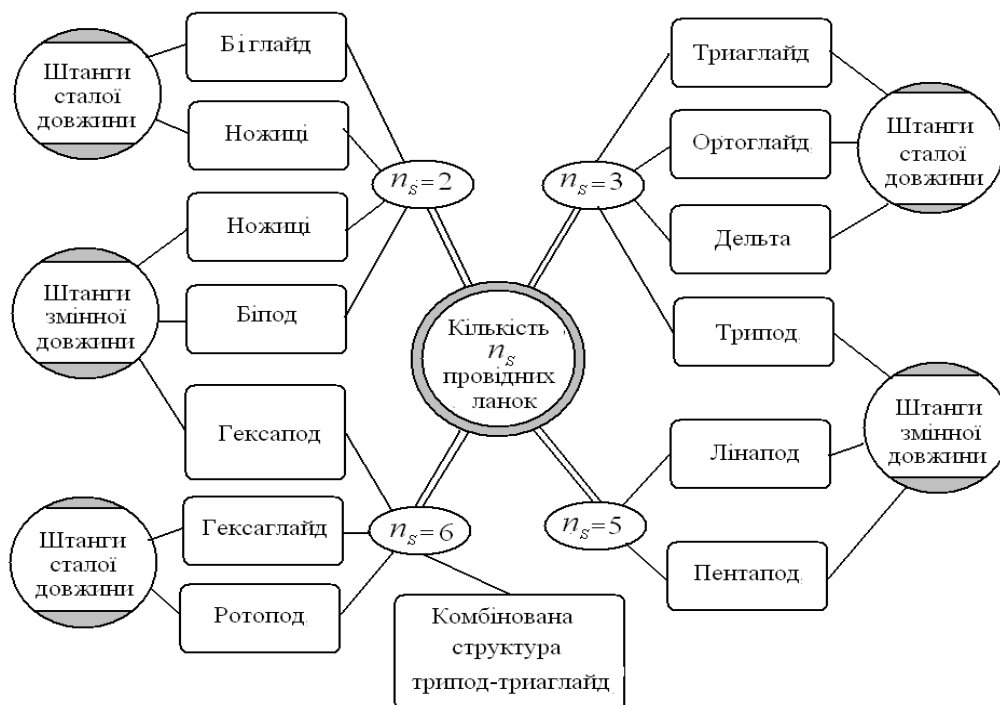 Біглайд
Штанги
сталої
довжини
Ножиці
n_s=2
Ножиці
Штанги
змінної
довжини
Біпод
Гексапод
Штанги
сталої
довжини
Гексаглайд
n_s=6
Ротопод
Кількість
n_s
провідних
ланок
Комбінована
структура
трипод-триаглайд
Триаглайд
Штанги
сталої
довжини
Ортоглайд
n_s=3
Дельта
Трипод
Штанги
змінної
довжини
Лінапод
n_s=5
Пентапод